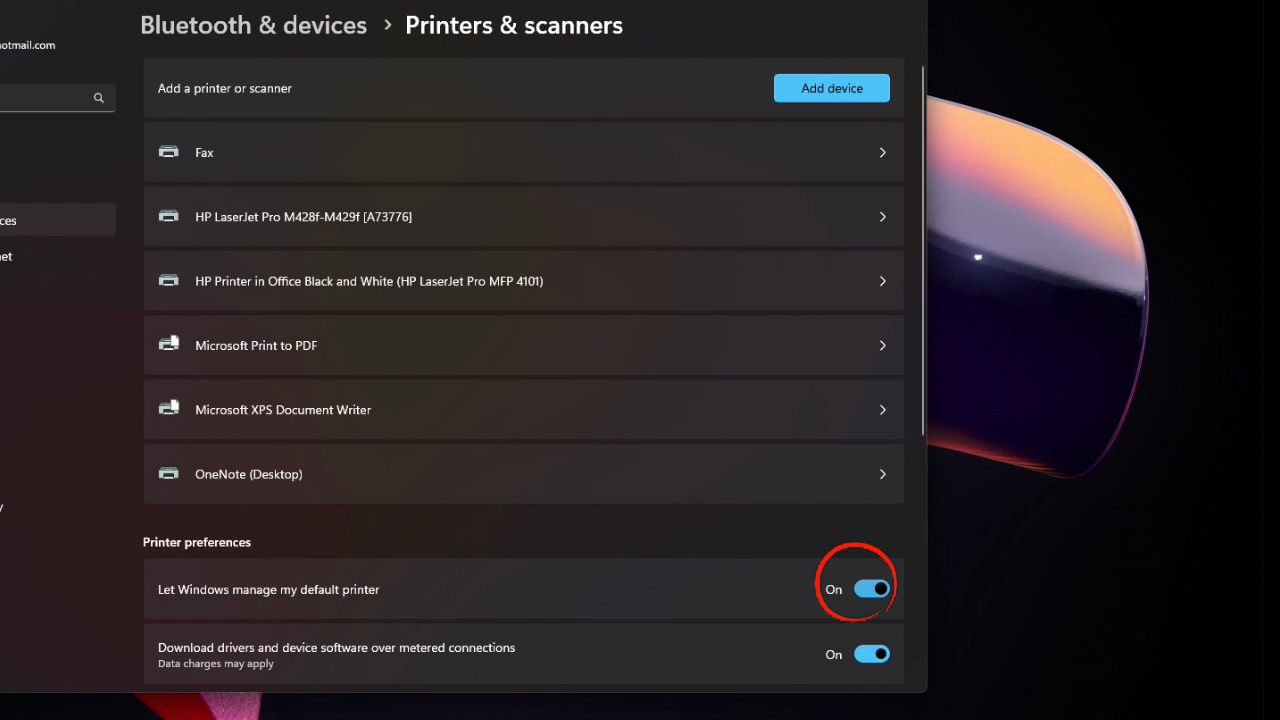 Bluetooth & devices > Printers & scanners
otmail.com
Add a printer or scanner
Add device
Fax
HP LaserJet Pro M428f-M429f [A73776]
ces
et
HP Printer in Office Black and White (HP LaserJet Pro MFP 4101)
Microsoft Print to PDF
Microsoft XPS Document Writer
OneNote (Desktop)
y
Printer preferences
Let Windows manage my default printer
On
Download drivers and device software over metered connections
On
Data charges may apply